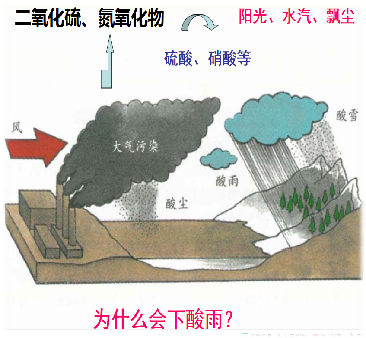 二氧化硫、氮氧化物
阳光、水汽、飘尘
硫酸、硝酸等
风
大气污染
酸雪
酸雨
酸尘
为什么会下酸雨？